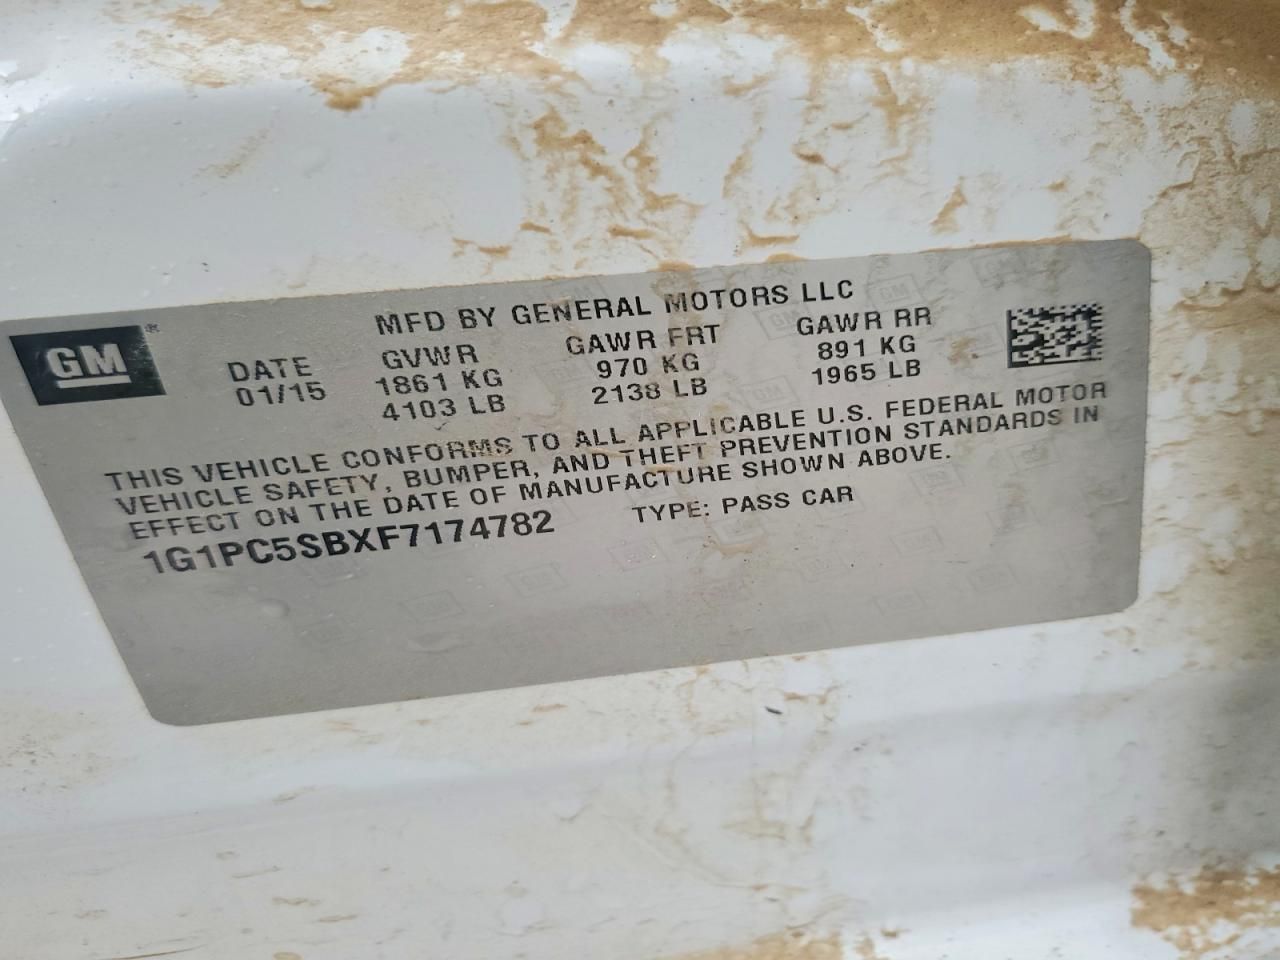 MFD BY GENERAL MOTORS LLC
GM ®
DATE GVWR GAWR FRT GAWR RR
01/15 1861 KG 970 KG 891 KG
4103 LB 2138 LB 1965 LB
THIS VEHICLE CONFORMS TO ALL APPLICABLE U.S. FEDERAL MOTOR
VEHICLE SAFETY, BUMPER, AND THEFT PREVENTION STANDARDS IN
EFFECT ON THE DATE OF MANUFACTURE SHOWN ABOVE.
1G1PC5SBXF7174782 TYPE: PASS CAR